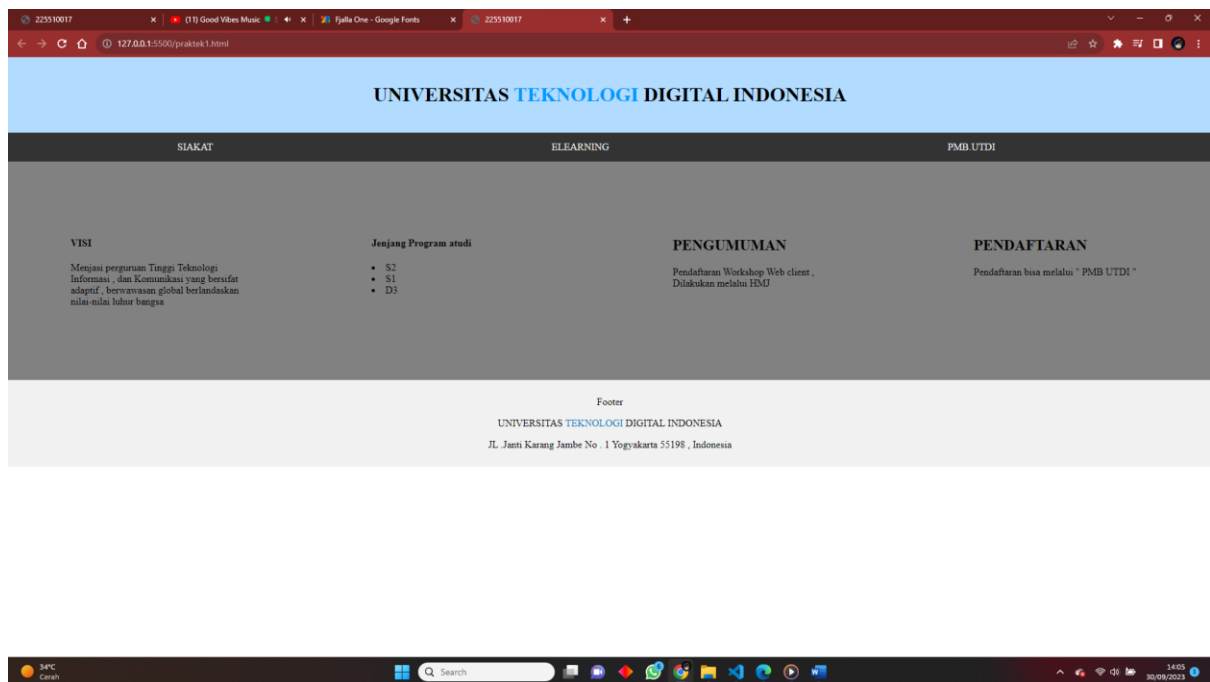 225510017
(11) Good Vibes Music
Fjalla One - Google Fonts
225510017
127.0.0.1:5500/praktek1.html
UNIVERSITAS TEKNOLOGI DIGITAL INDONESIA
SIAKAT
ELEARNING
PMB.UTDI
VISI
Menjasi perguruan Tinggi Teknologi
Informasi , dan Komunikasi yang bersifat
adaptif , berwawasan global berlandaskan
nilai-nilai luhur bangsa
Jenjang Program atudi
• S2
• S1
• D3
PENGUMUMAN
Pendaftaran Workshop Web client ,
Dilakukan melalui HMJ
PENDAFTARAN
Pendaftaran bisa melalui " PMB UTDI "
Footer
UNIVERSITAS TEKNOLOGI DIGITAL INDONESIA
JL .Janti Karang Jambe No . 1 Yogyakarta 55198 , Indonesia
34°C
Cerah
Search
14:05
30/09/2023